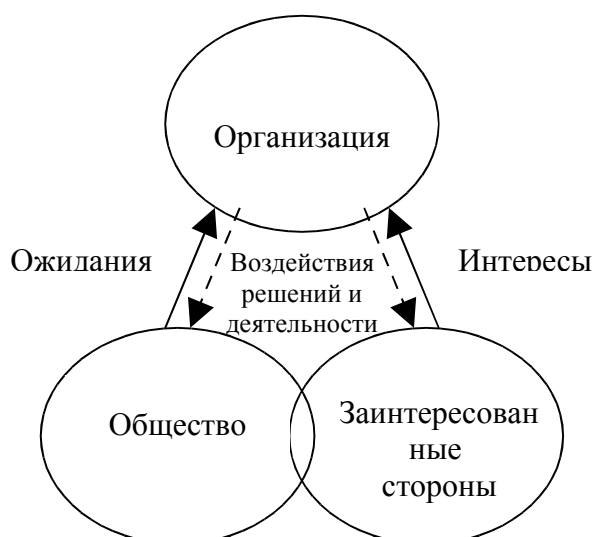 Организация
Ожидания
Воздействия
решений и
деятельности
Интересы
Общество
Заинтересован
ные
стороны